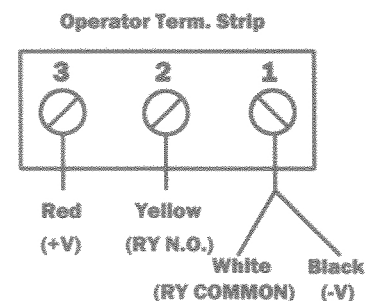 Operator Term. Strip
3 2 1
Red Yellow
(+V) (RY N.O.)
White Black
(RY COMMON) (-V)